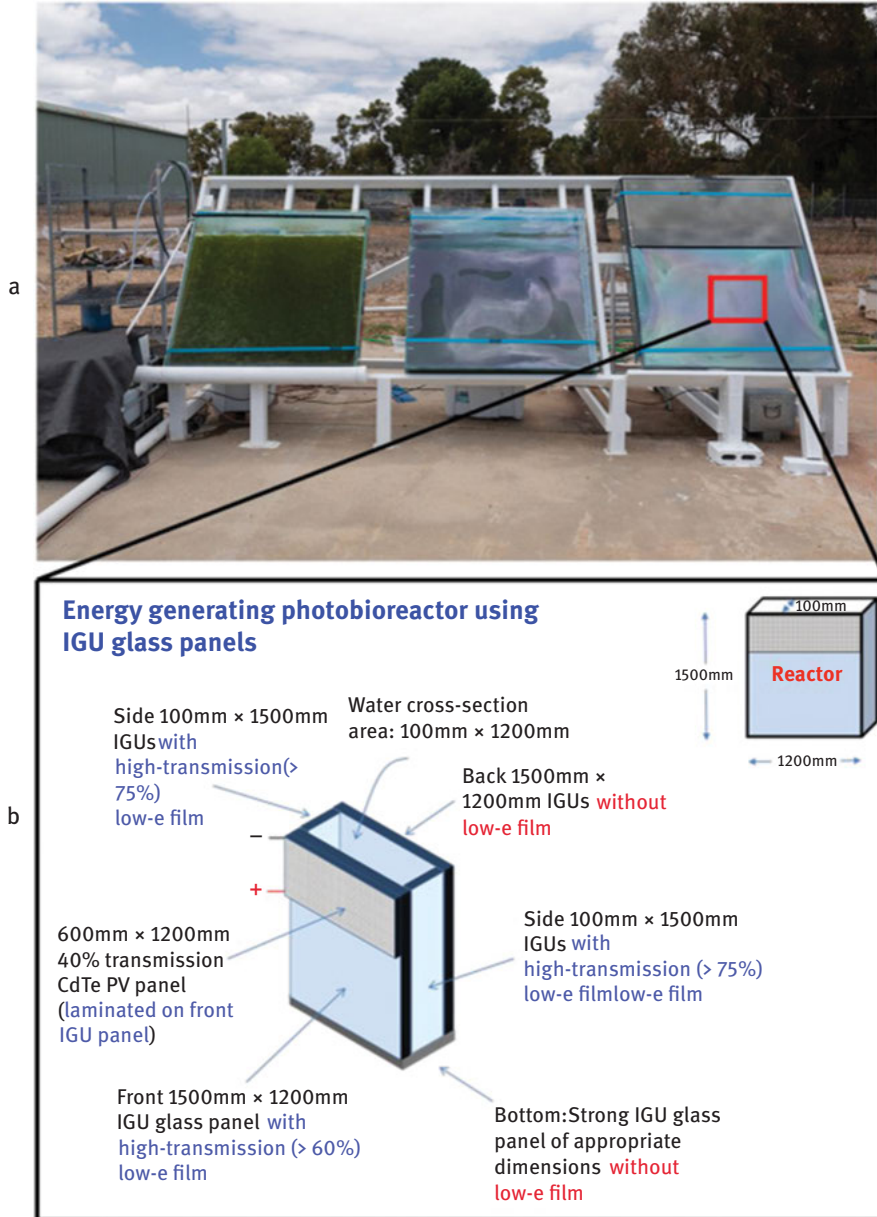 a
b
Energy generating photobioreactor using
IGU glass panels
100mm
1500mm
Reactor
1200mm
Side 100mm × 1500mm
IGUs with
high-transmission(>
75%)
low-e film
Water cross-section
area: 100mm × 1200mm
Back 1500mm ×
1200mm IGUs without
low-e film
–
+
600mm × 1200mm
40% transmission
CdTe PV panel
(laminated on front
IGU panel)
Side 100mm × 1500mm
IGUs with
high-transmission (> 75%)
low-e filmlow-e film
Front 1500mm × 1200mm
IGU glass panel with
high-transmission (> 60%)
low-e film
Bottom:Strong IGU glass
panel of appropriate
dimensions without
low-e film